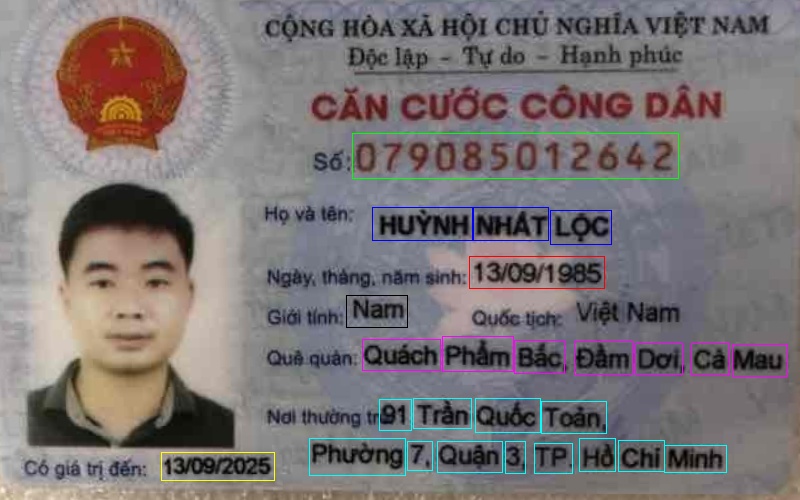 CỘNG HÒA XÃ HỘI CHỦ NGHĨA VIỆT NAM
Độc lập - Tự do - Hạnh phúc
CĂN CƯỚC CÔNG DÂN
Số: 079085012642
Họ và tên: HUỲNH NHẤT LỘC
Ngày, tháng, năm sinh: 13/09/1985
Giới tính: Nam Quốc tịch: Việt Nam
Quê quán: Quách Phẩm Bắc, Đầm Dơi, Cà Mau
Nơi thường tr 91 Trần Quốc Toản,
Phường 7, Quận 3, TP. Hồ Chí Minh
Có giá trị đến: 13/09/2025